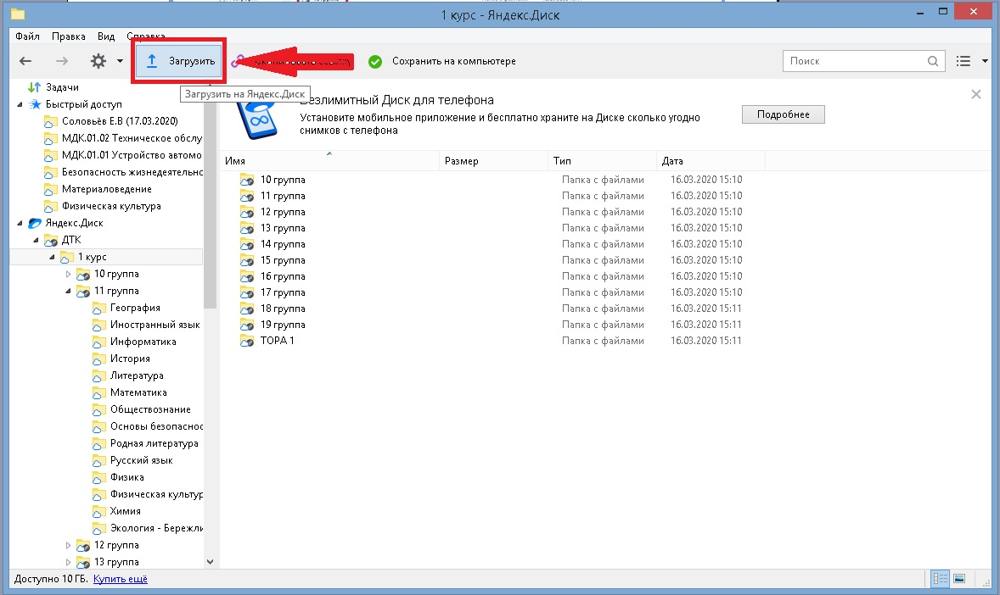 1 курс - Яндекс.Диск
Файл Правка Вид Справка
Загрузить
Сохранить на компьютере
Поиск
Загрузить на Яндекс.Диск
Безлимитный Диск для телефона
Установите мобильное приложение и бесплатно храните на Диске сколько угодно
снимков с телефона
Подробнее
Задачи
Быстрый доступ
Соловьёв Е.В (17.03.2020)
МДК.01.02 Техническое обслу
МДК.01.01 Устройство автомо
Безопасность жизнедеятельнс
Материаловедение
Физическая культура
Яндекс.Диск
ДТК
1 курс
10 группа
11 группа
География
Иностранный язык
Информатика
История
Литература
Математика
Обществознание
Основы безопаснос
Родная литература
Русский язык
Физика
Физическая культур
Химия
Экология - Бережли
12 группа
13 группа
Имя Размер Тип Дата
10 группа Папка с файлами 16.03.2020 15:10
11 группа Папка с файлами 16.03.2020 15:10
12 группа Папка с файлами 16.03.2020 15:10
13 группа Папка с файлами 16.03.2020 15:10
14 группа Папка с файлами 16.03.2020 15:10
15 группа Папка с файлами 16.03.2020 15:10
16 группа Папка с файлами 16.03.2020 15:10
17 группа Папка с файлами 16.03.2020 15:10
18 группа Папка с файлами 16.03.2020 15:11
19 группа Папка с файлами 16.03.2020 15:11
ТОРА 1 Папка с файлами 16.03.2020 15:11
Доступно 10 ГБ. Купить ещё